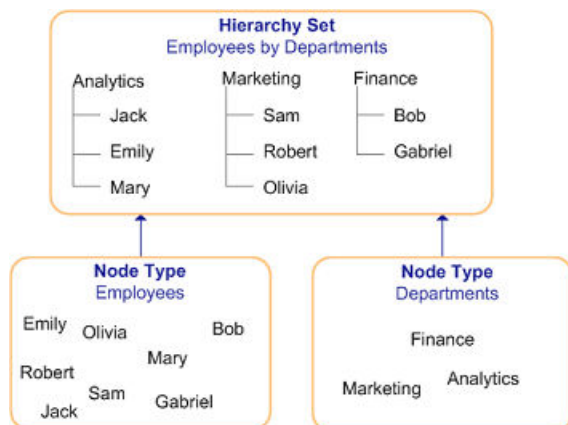 Hierarchy Set
Employees by Departments
Analytics
Jack
Emily
Mary
Marketing
Sam
Robert
Olivia
Finance
Bob
Gabriel
Node Type
Employees
Emily
Olivia
Bob
Mary
Robert
Sam
Gabriel
Jack
Node Type
Departments
Finance
Analytics
Marketing